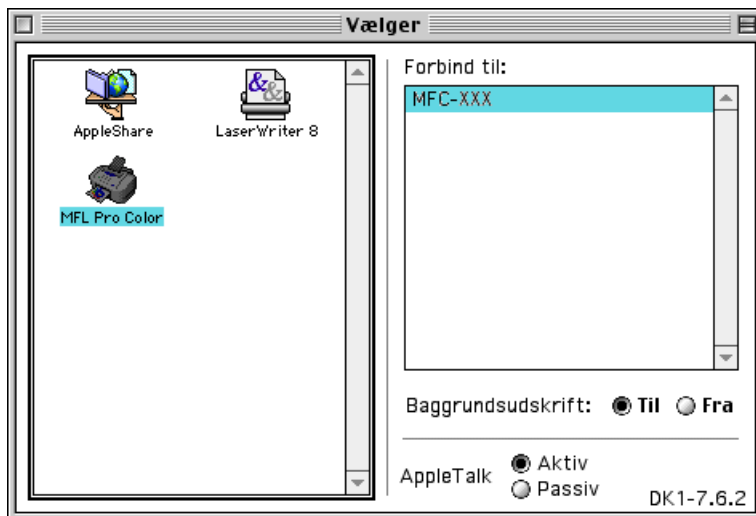 Vælger
AppleShare
LaserWriter 8
MFL Pro Color
Forbind til:
MFC-XXX
Baggrundsudskrift: Til Fra
AppleTalk Aktiv
Passiv
DK1-7.6.2